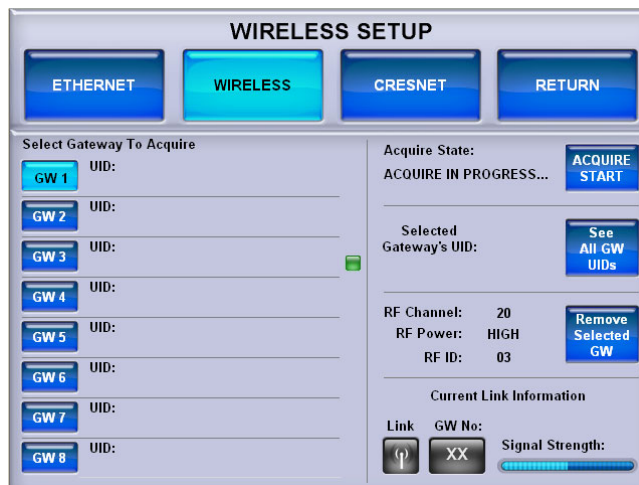 WIRELESS SETUP
ETHERNET
WIRELESS
CRESNET
RETURN
Select Gateway To Acquire
GW 1 UID:
GW 2 UID:
GW 3 UID:
GW 4 UID:
GW 5 UID:
GW 6 UID:
GW 7 UID:
GW 8 UID:
Acquire State:
ACQUIRE IN PROGRESS...
ACQUIRE
START
Selected
Gateway's UID:
See
All GW
UIDs
RF Channel: 20
RF Power: HIGH
RF ID: 03
Remove
Selected
GW
Current Link Information
Link
GW No:
XX
Signal Strength: